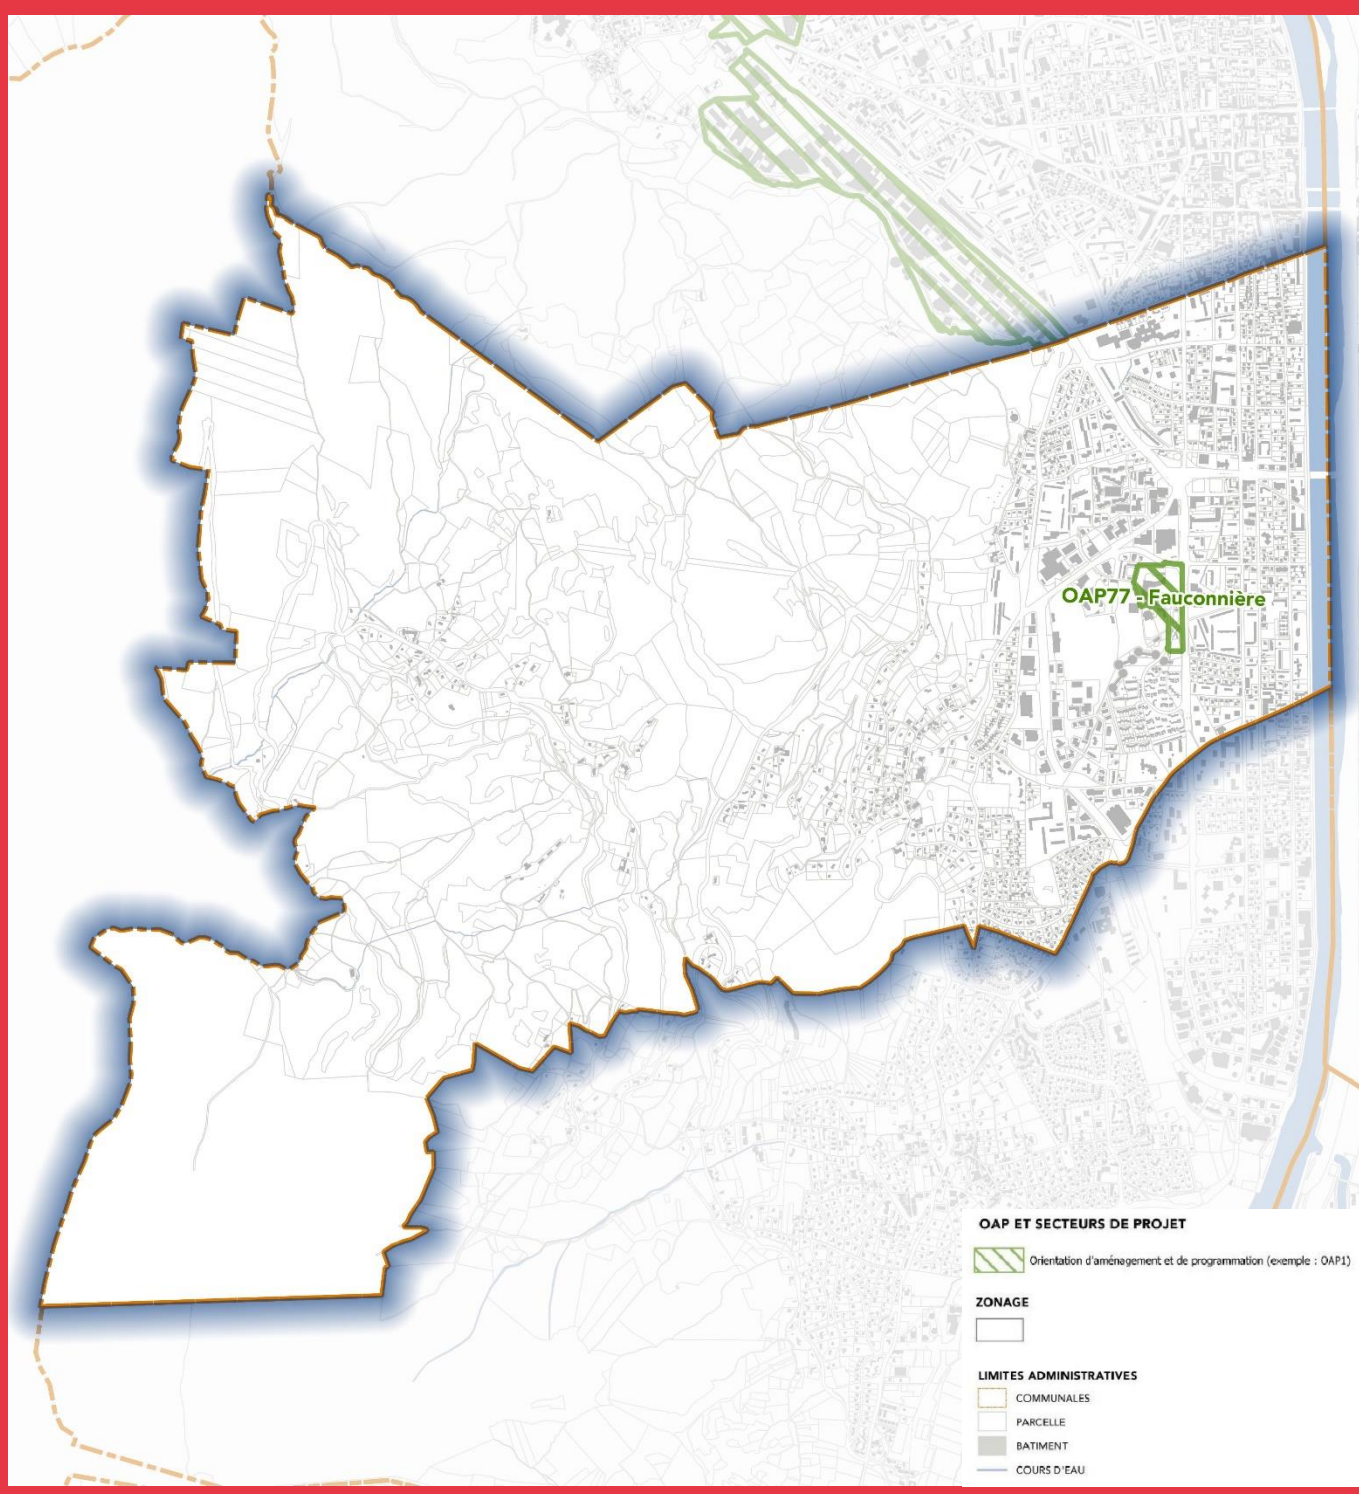 OAP77 - Fauconnière
OAP ET SECTEURS DE PROJET
Orientation d'aménagement et de programmation (exemple : OAP1)
ZONAGE
LIMITES ADMINISTRATIVES
COMMUNALES
PARCELLE
BATIMENT
COURS D'EAU